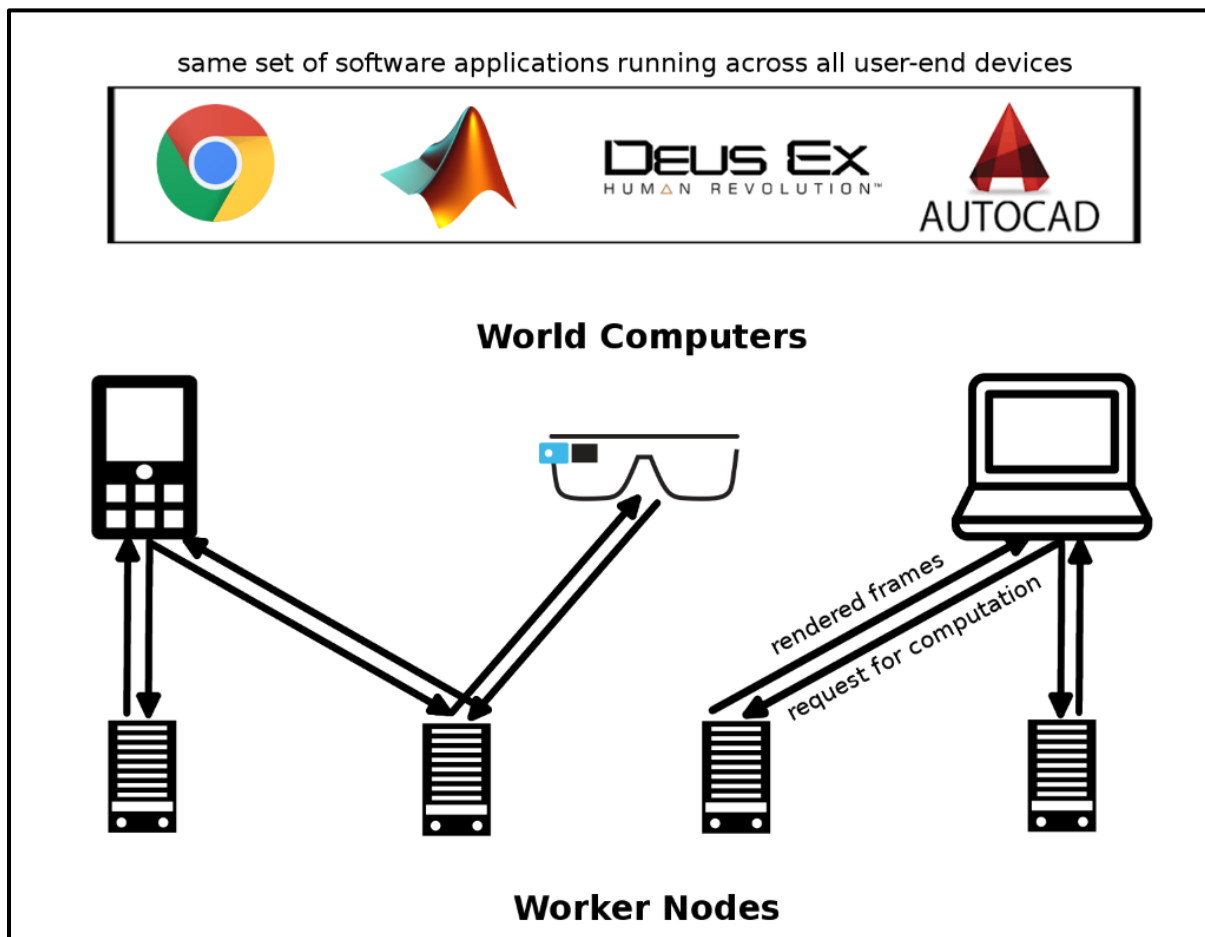 same set of software applications running across all user-end devices
DEUS EX
HUMAN REVOLUTION™
AUTOCAD
World Computers
rendered frames
request for computation
Worker Nodes